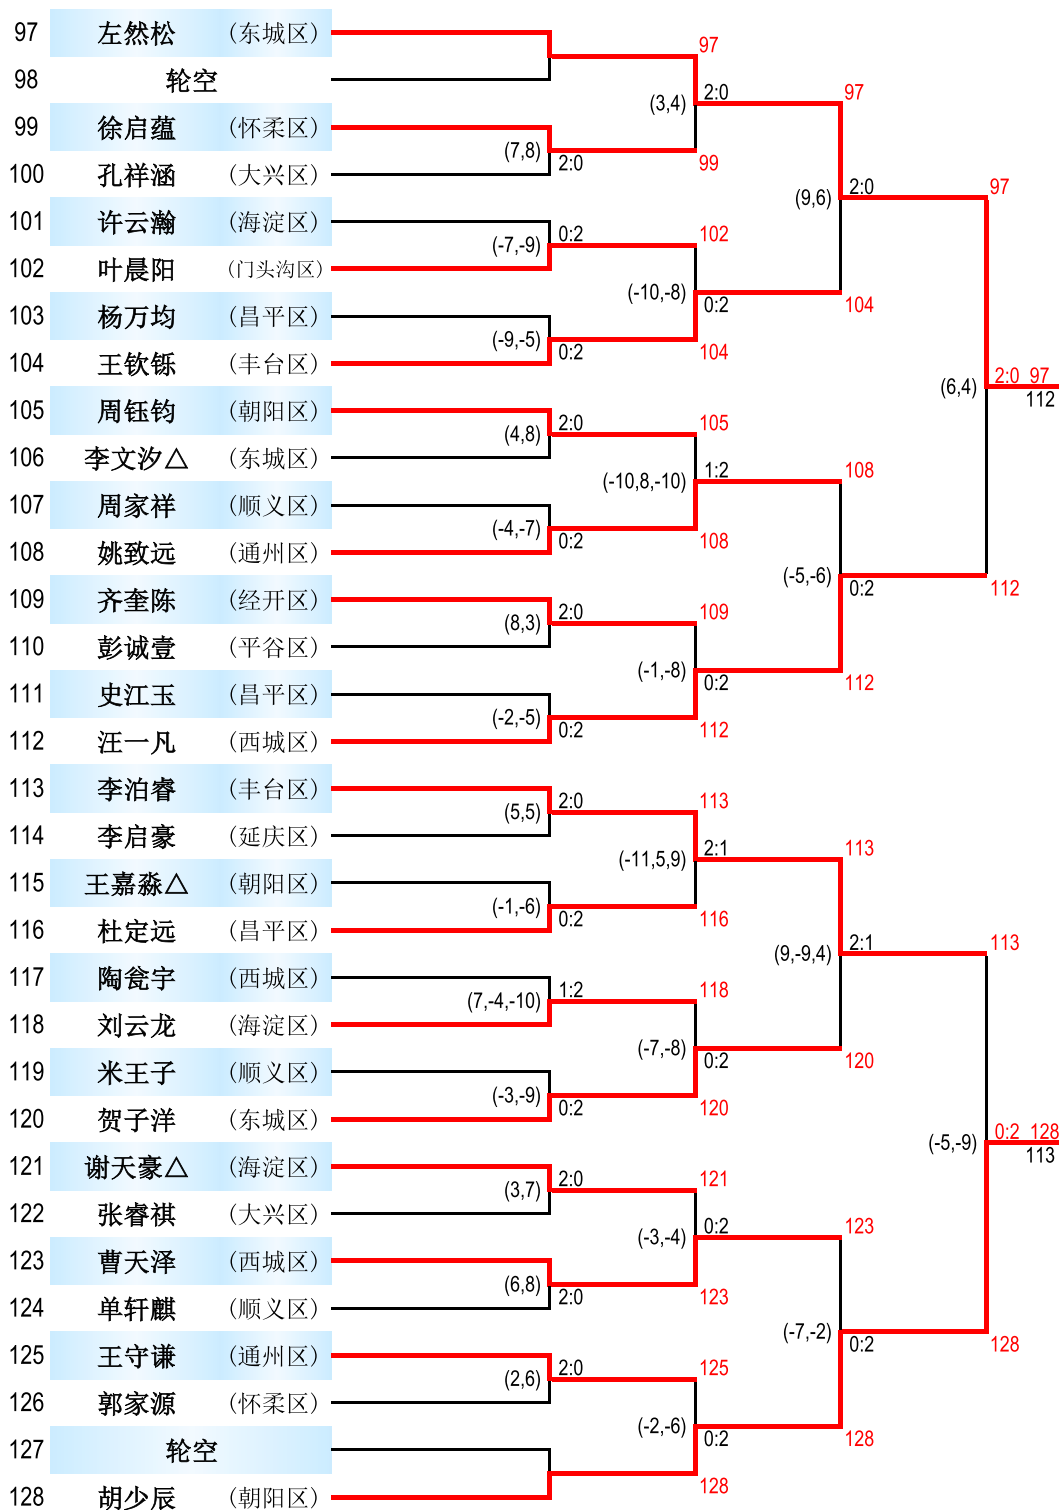 97 左然松 (东城区)
97
98 轮空
(3,4) 2:0 97
99 徐启蕴 (怀柔区)
(7,8) 2:0 99
100 孔祥涵 (大兴区)
(9,6) 2:0 97
101 许云瀚 (海淀区)
(-7,-9) 0:2 102
102 叶晨阳 (门头沟区)
(-10,-8) 0:2 104
103 杨万均 (昌平区)
(-9,-5) 0:2 104
104 王钦铄 (丰台区)
(6,4) 2:0 97
112
105 周钰钧 (朝阳区)
(4,8) 2:0 105
106 李文汐△ (东城区)
(-10,8,-10) 1:2 108
107 周家祥 (顺义区)
(-4,-7) 0:2 108
108 姚致远 (通州区)
(-5,-6) 0:2 112
109 齐奎陈 (经开区)
(8,3) 2:0 109
110 彭诚壹 (平谷区)
(-1,-8) 0:2 112
111 史江玉 (昌平区)
(-2,-5) 0:2 112
112 汪一凡 (西城区)
113 李泊睿 (丰台区)
(5,5) 2:0 113
114 李启豪 (延庆区)
(-11,5,9) 2:1 113
115 王嘉淼△ (朝阳区)
(-1,-6) 0:2 116
116 杜定远 (昌平区)
(9,-9,4) 2:1 113
117 陶瓮宇 (西城区)
(7,-4,-10) 1:2 118
118 刘云龙 (海淀区)
(-7,-8) 0:2 120
119 米王子 (顺义区)
(-3,-9) 0:2 120
120 贺子洋 (东城区)
(-5,-9) 0:2 128
113
121 谢天豪△ (海淀区)
(3,7) 2:0 121
122 张睿祺 (大兴区)
(-3,-4) 0:2 123
123 曹天泽 (西城区)
(6,8) 2:0 123
124 单轩麒 (顺义区)
(-7,-2) 0:2 128
125 王守谦 (通州区)
(2,6) 2:0 125
126 郭家源 (怀柔区)
(-2,-6) 0:2 128
127 轮空
128
128 胡少辰 (朝阳区)